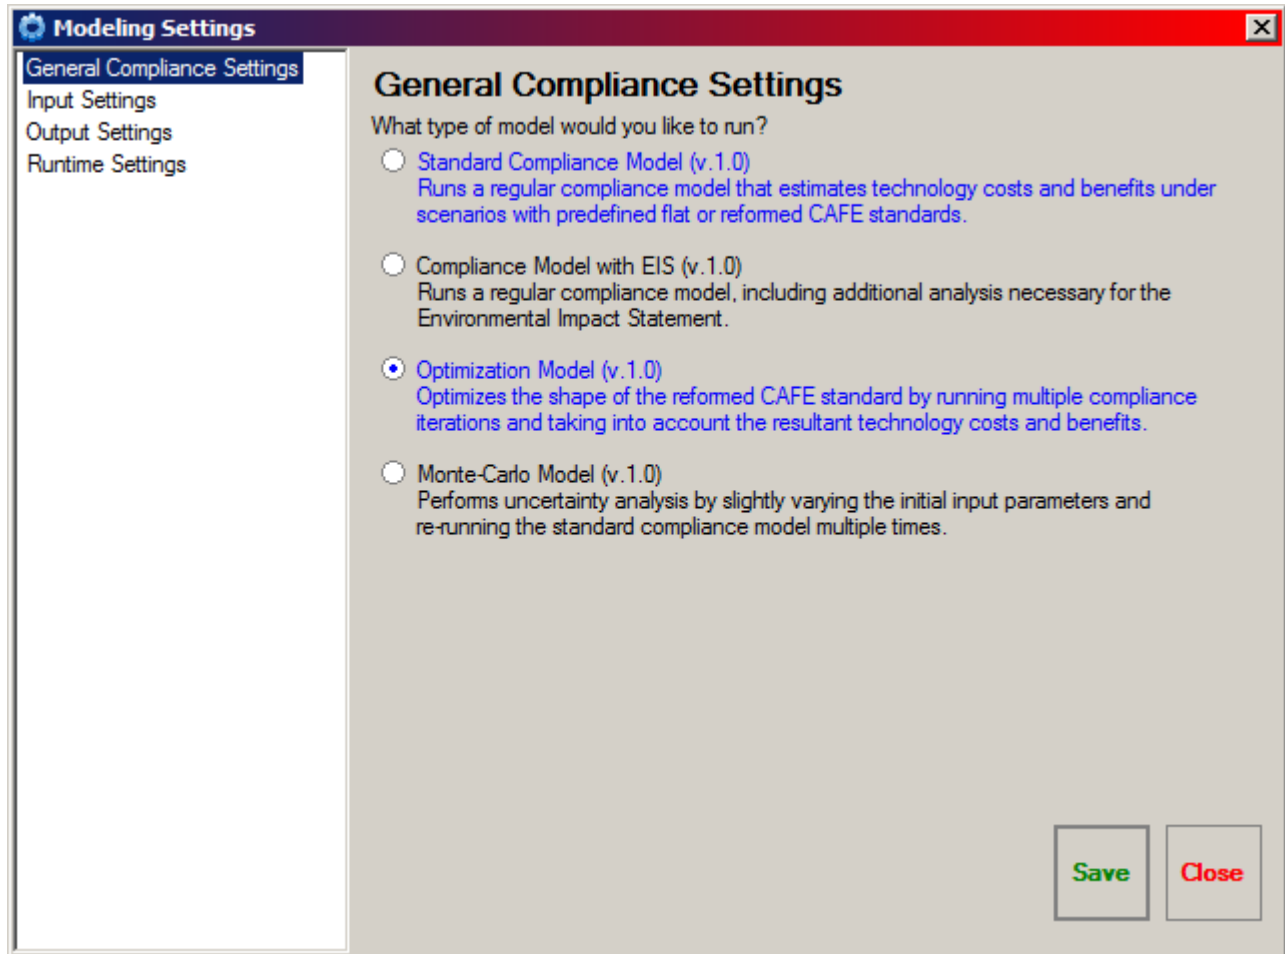 Modeling Settings
General Compliance Settings
Input Settings
Output Settings
Runtime Settings
General Compliance Settings
What type of model would you like to run?
Standard Compliance Model (v.1.0)
Runs a regular compliance model that estimates technology costs and benefits under
scenarios with predefined flat or reformed CAFE standards.
Compliance Model with EIS (v.1.0)
Runs a regular compliance model, including additional analysis necessary for the
Environmental Impact Statement.
Optimization Model (v.1.0)
Optimizes the shape of the reformed CAFE standard by running multiple compliance
iterations and taking into account the resultant technology costs and benefits.
Monte-Carlo Model (v.1.0)
Performs uncertainty analysis by slightly varying the initial input parameters and
re-running the standard compliance model multiple times.
Save
Close